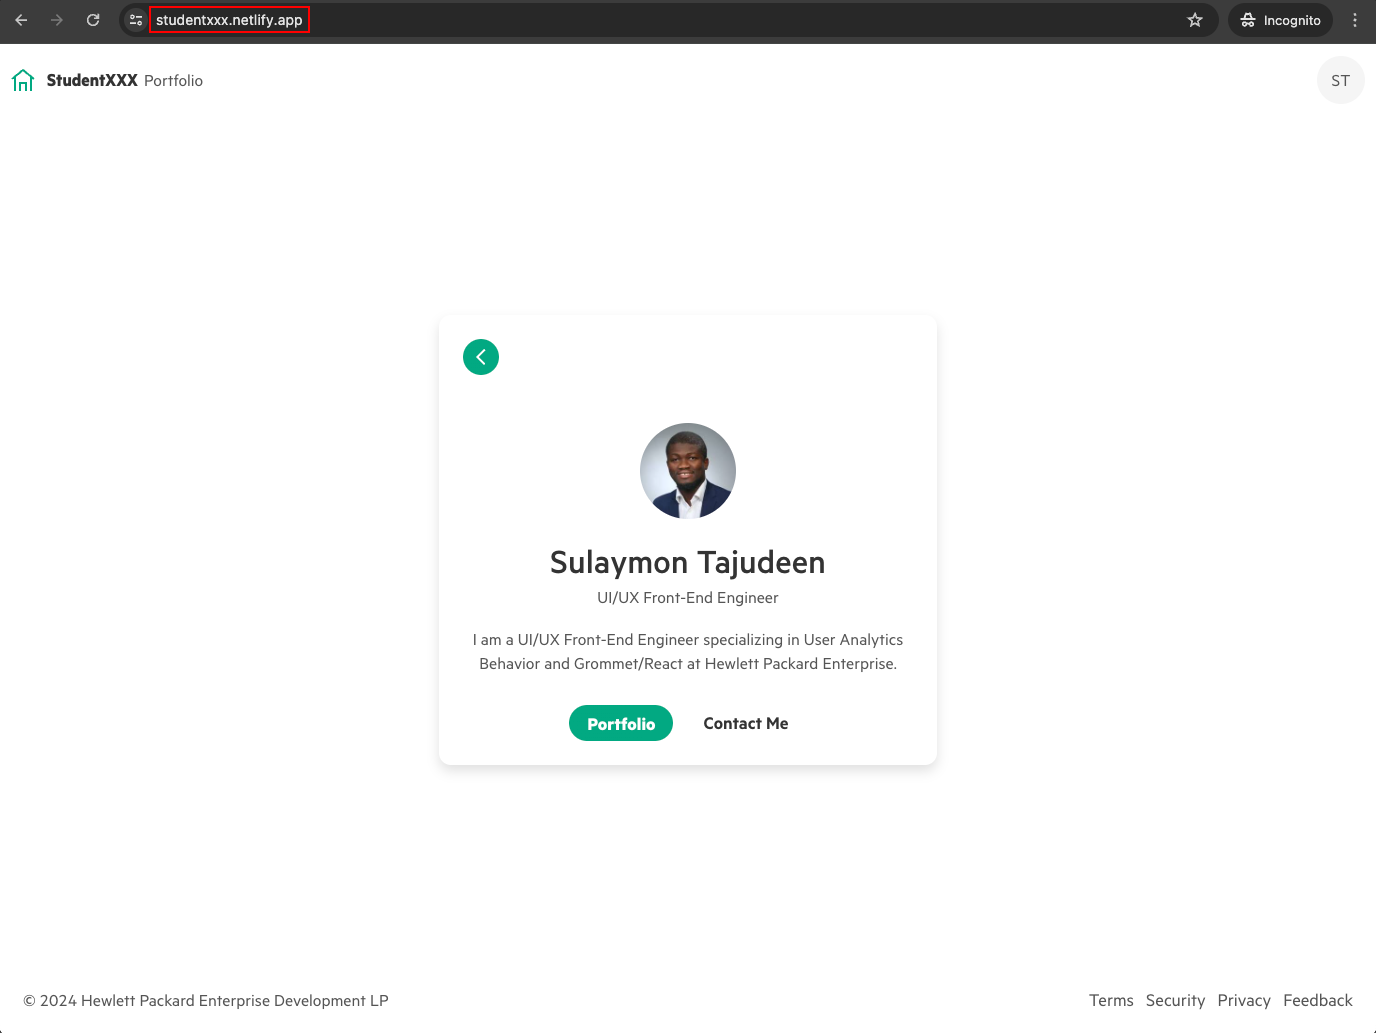 studentxxx.netlify.app
Incognito
StudentXXX Portfolio
ST
Sulaymon Tajudeen
UI/UX Front-End Engineer
I am a UI/UX Front-End Engineer specializing in User Analytics
Behavior and Grommet/React at Hewlett Packard Enterprise.
Portfolio Contact Me
© 2024 Hewlett Packard Enterprise Development LP
Terms Security Privacy Feedback